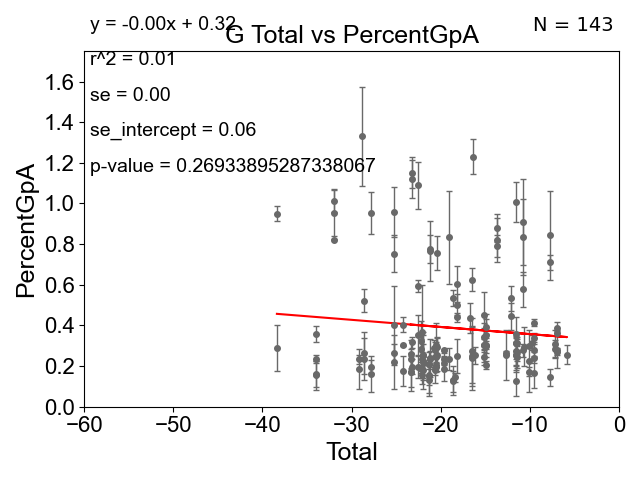 y = -0.00x + 0.32
N = 143
G Total vs PercentGpA
r^2 = 0.01
se = 0.00
se_intercept = 0.06
p-value = 0.26933895287338067
PercentGpA
1.6
1.4
1.2
1.0
0.8
0.6
0.4
0.2
0.0
−60 −50 −40 −30 −20 −10 0
Total